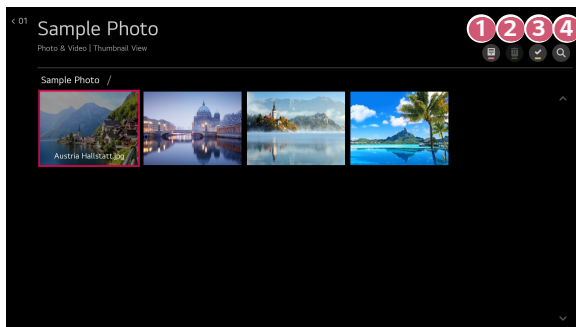 < 01
Sample Photo
Photo & Video | Thumbnail View
1 2 3 4
Sample Photo /
Austria Hallstatt.jpg